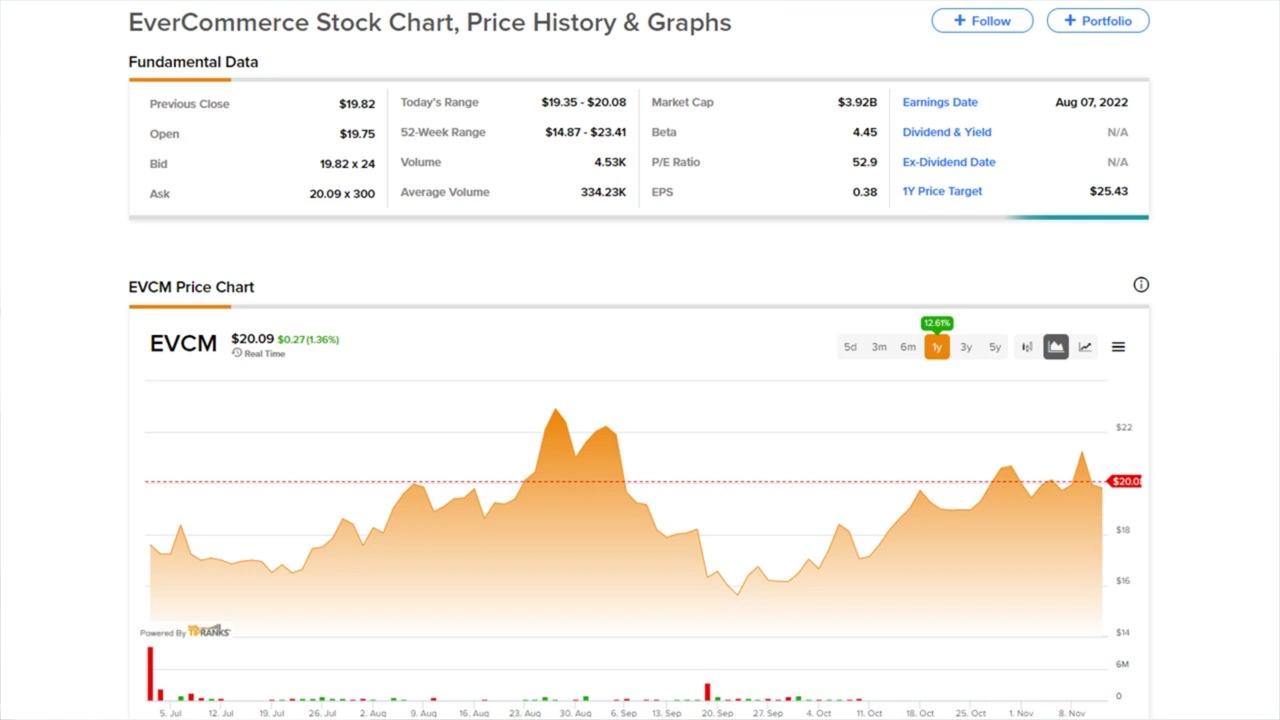 EverCommerce Stock Chart, Price History & Graphs
+ Follow
+ Portfolio
Fundamental Data
Previous Close $19.82
Open $19.75
Bid 19.82 x 24
Ask 20.09 x 300
Today's Range $19.35 - $20.08
52-Week Range $14.87 - $23.41
Volume 4.53K
Average Volume 334.23K
Market Cap $3.92B
Beta 4.45
P/E Ratio 52.9
EPS 0.38
Earnings Date Aug 07, 2022
Dividend & Yield N/A
Ex-Dividend Date N/A
1Y Price Target $25.43
EVCM Price Chart
EVCM $20.09 $0.27(1.36%)
Real Time
12.61%
5d 3m 6m 1y 3y 5y
$22
$20.0
$18
$16
$14
Powered By TIPRANKS
6M
0
5. Jul 12. Jul 19. Jul 26. Jul 2. Aug 9. Aug 16. Aug 23. Aug 30. Aug 6. Sep 13. Sep 20. Sep 27. Sep 4. Oct 11. Oct 18. Oct 25. Oct 1. Nov 8. Nov